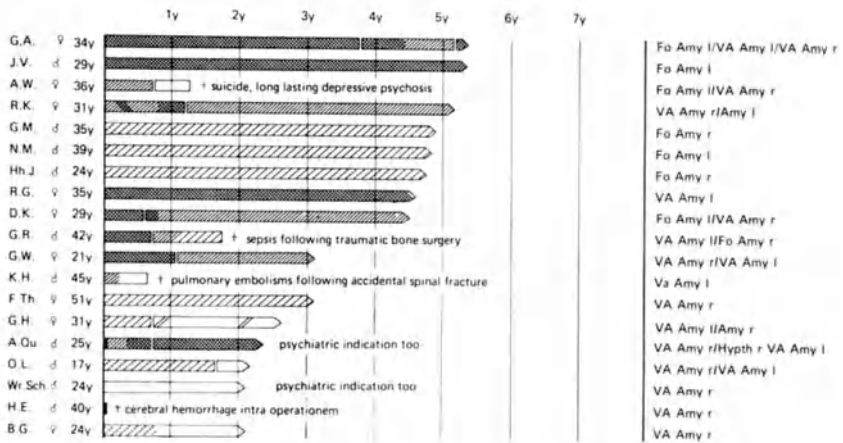 1y 2y 3y 4y 5y 6y 7y
G.A. ♀ 34y Fo Amy l/VA Amy l/VA Amy r
J.V. ♂ 29y Fo Amy l
A.W. ♀ 36y † suicide, long lasting depressive psychosis Fo Amy l/VA Amy r
R.K. ♀ 31y VA Amy r/Amy l
G.M. ♂ 35y Fo Amy r
N.M. ♂ 39y Fo Amy l
Hh.J. ♂ 24y Fo Amy r
R.G. ♀ 35y VA Amy l
D.K. ♀ 29y Fo Amy l/VA Amy r
G.R. ♂ 42y † sepsis following traumatic bone surgery VA Amy l/Fo Amy r
G.W. ♀ 21y VA Amy r/VA Amy l
K.H. ♂ 45y † pulmonary embolisms following accidental spinal fracture Va Amy l
F.Th. ♀ 51y VA Amy r
G.H. ♀ 31y VA Amy l/Amy r
A.Qu. ♂ 25y psychiatric indication too VA Amy r/Hypth r VA Amy l
O.L. ♂ 17y VA Amy r/VA Amy l
Wr.Sch. ♂ 24y psychiatric indication too VA Amy r
H.E. ♂ 40y † cerebral hemorrhage intra operationem VA Amy r
B.G. ♀ 24y VA Amy r